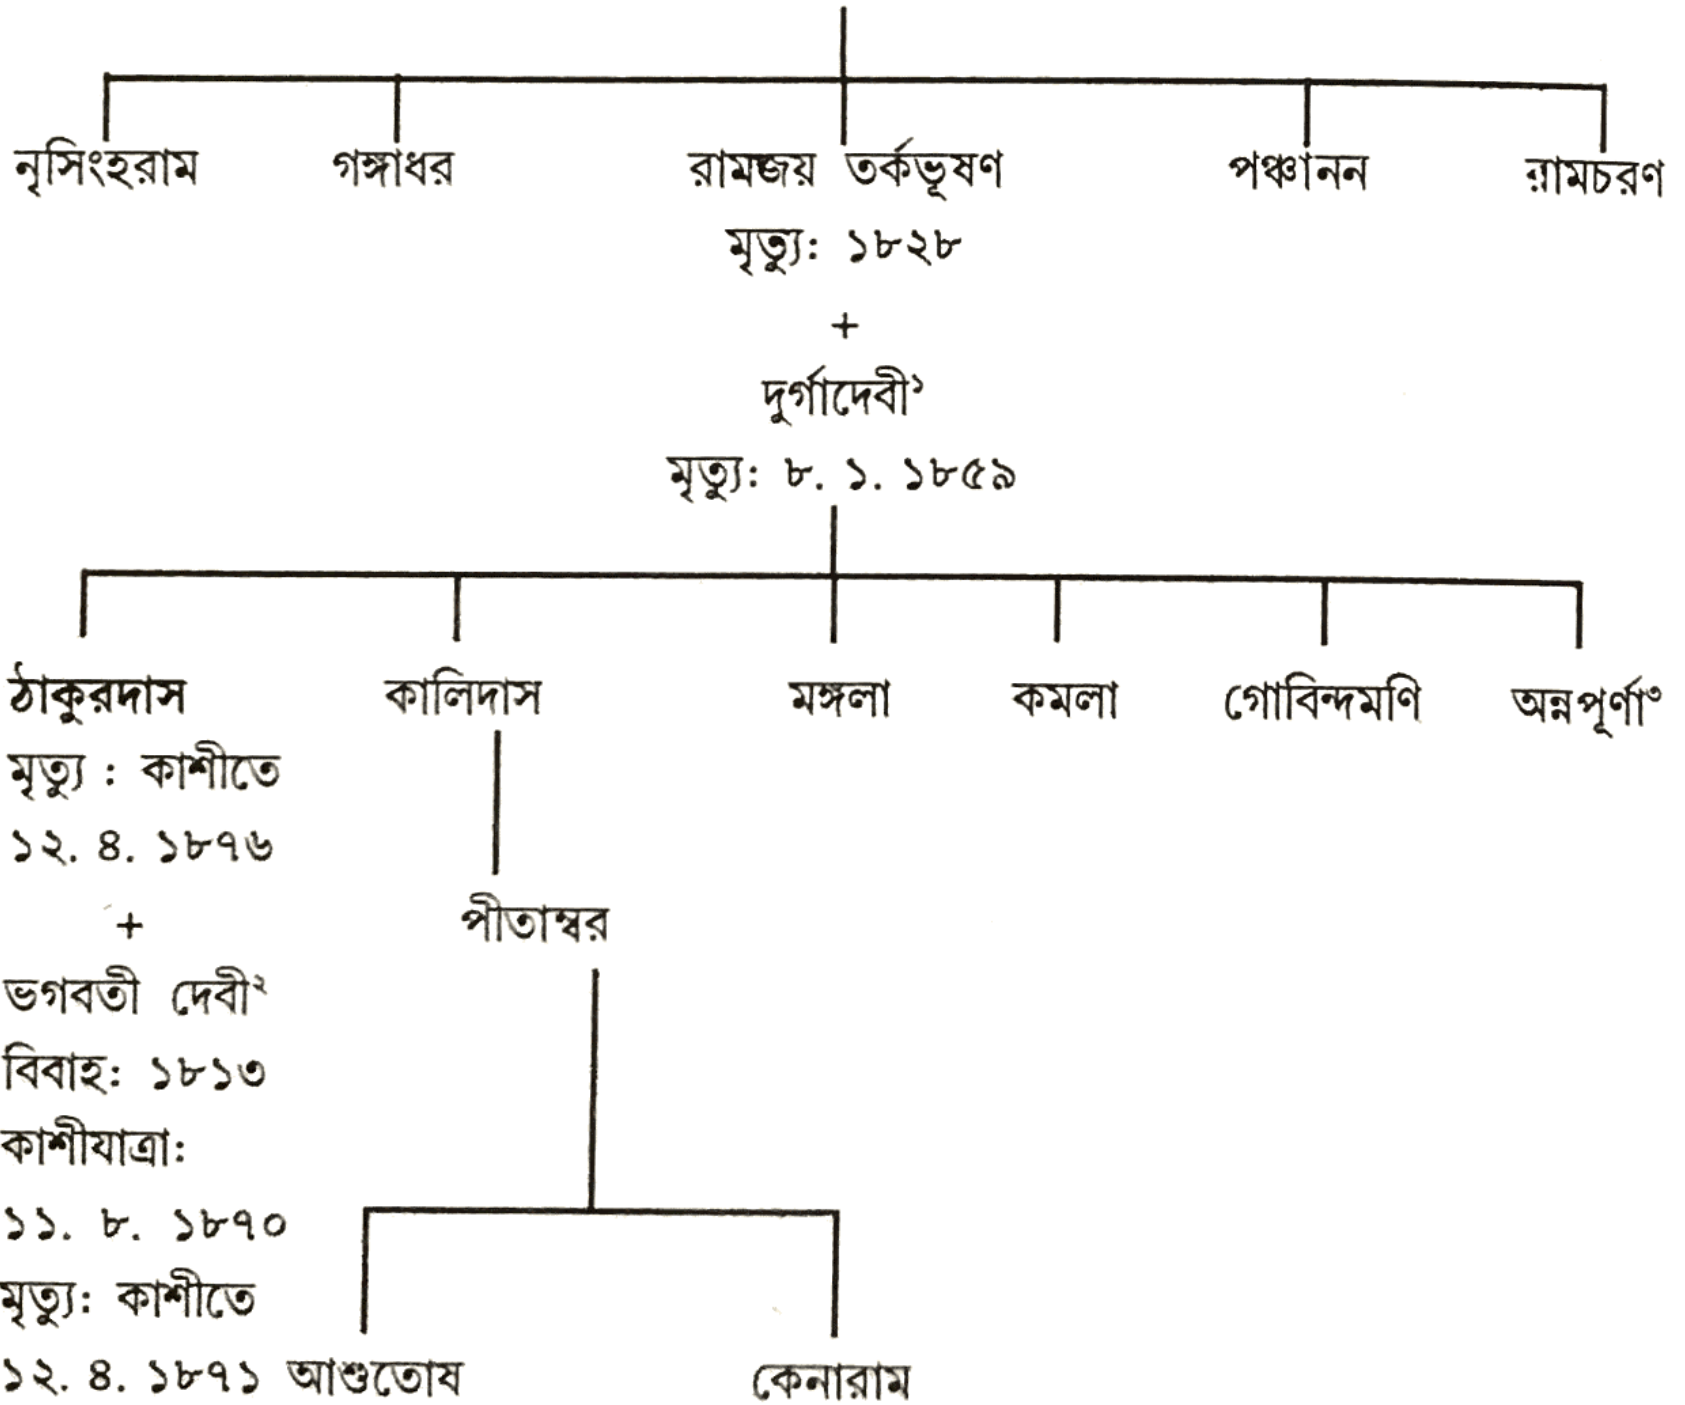 নৃসিংহরাম গঙ্গাধর রামজয় তর্কভূষণ পঞ্চানন রামচরণ
মৃত্যু: ১৮২৮
+
দুর্গাদেবী১
মৃত্যু: ৮. ১. ১৮৫৯
ঠাকুরদাস কালিদাস মঙ্গলা কমলা গোবিন্দমণি অন্নপূর্ণা৩
মৃত্যু : কাশীতে
১২. ৪. ১৮৭৬
+ পীতাম্বর
ভগবতী দেবী২
বিবাহ: ১৮১৩
কাশীযাত্রা:
১১. ৮. ১৮৭০
মৃত্যু: কাশীতে
১২. ৪. ১৮৭১ আশুতোষ কেনারাম